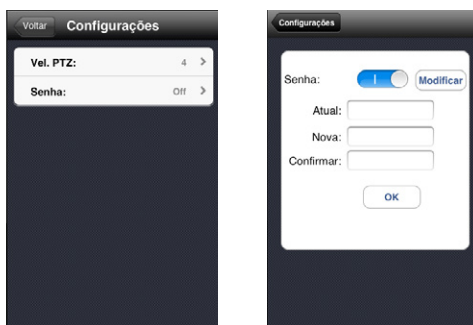 Voltar Configurações
Vel. PTZ: 4
Senha: Off
Configurações
Senha: Modificar
Atual:
Nova:
Confirmar:
OK